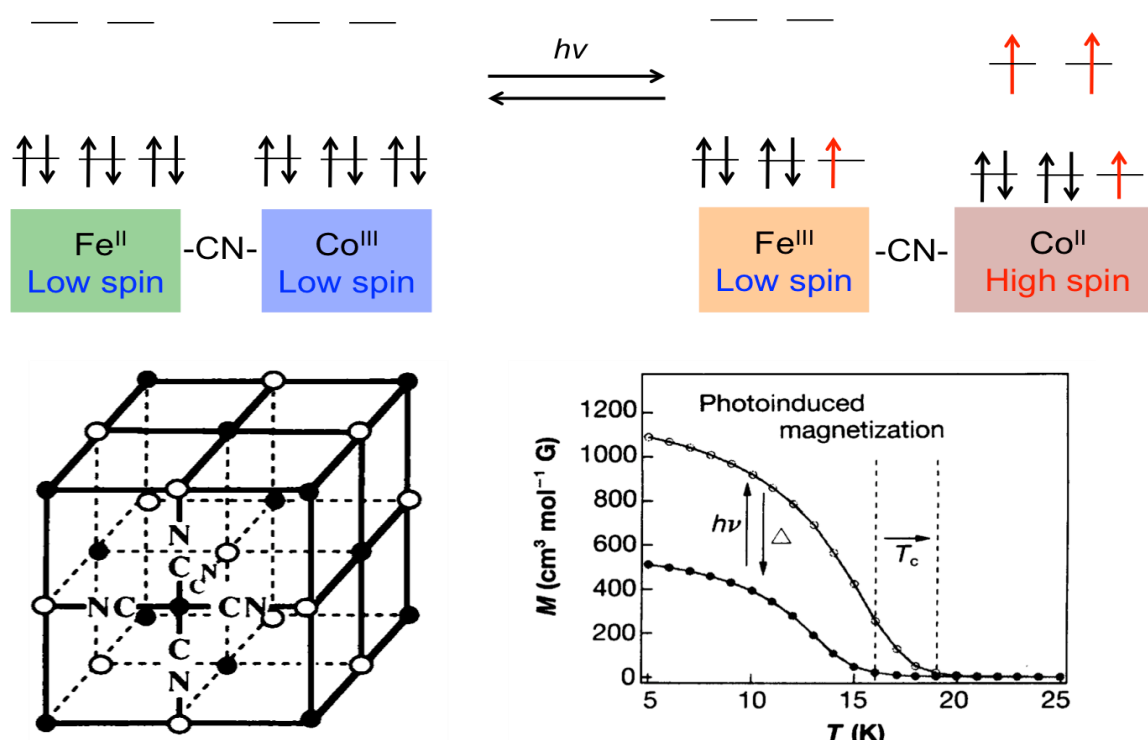 hν
Fe^II
Low spin
-CN-
Co^III
Low spin
Fe^III
Low spin
-CN-
Co^II
High spin
N
C
C N
NC CN
C
N
Photoinduced
magnetization
hν
△
T_c
M (cm³ mol⁻¹ G)
1200
1000
800
600
400
200
0
5 10 15 20 25
T (K)